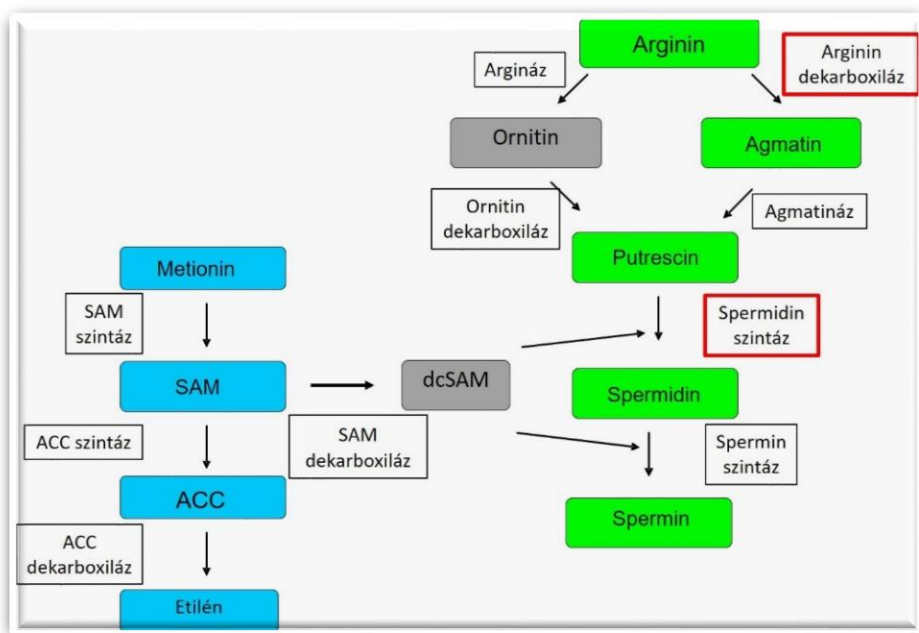 Arginin
Arginin
dekarboxiláz
Argináz
Ornitin
Agmatin
Ornitin
dekarboxiláz
Agmatináz
Putrescin
Metionin
SAM
szintáz
Spermidin
szintáz
SAM
dcSAM
Spermidin
ACC szintáz
SAM
dekarboxiláz
Spermin
szintáz
ACC
Spermin
ACC
dekarboxiláz
Etilén